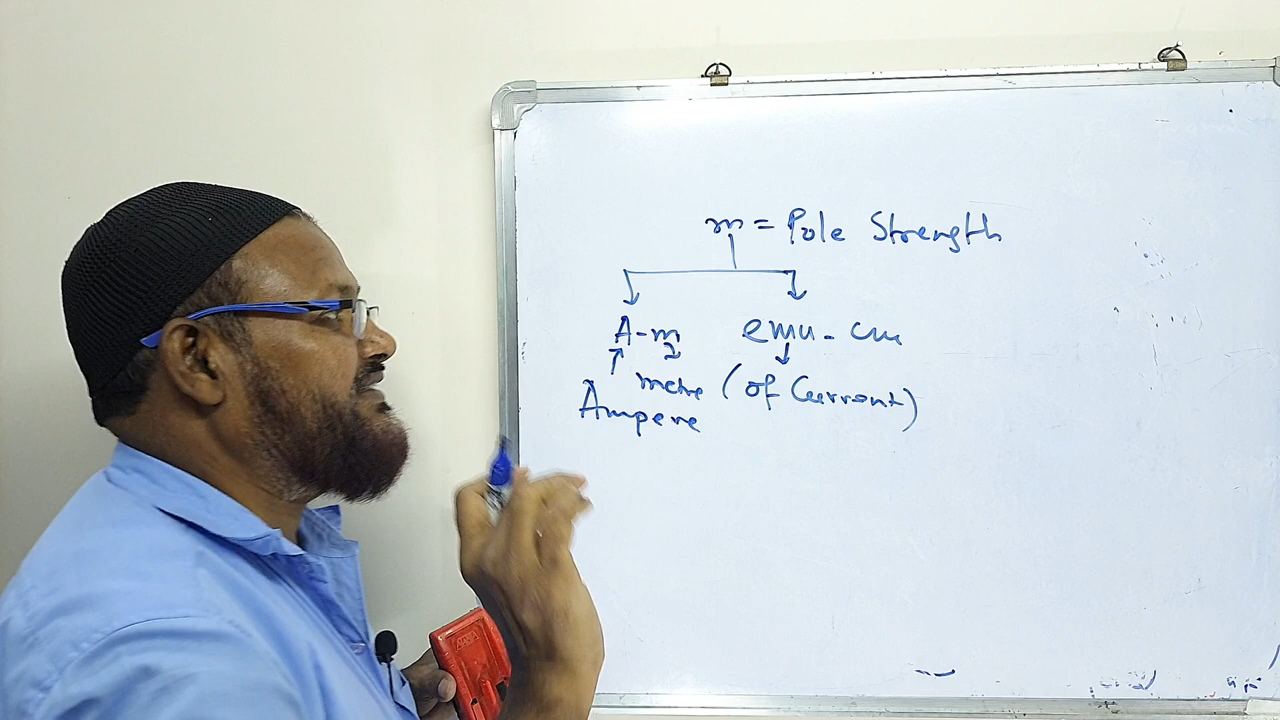 m = Pole Strength
A-m emu-cm
metre (of Current)
Ampere